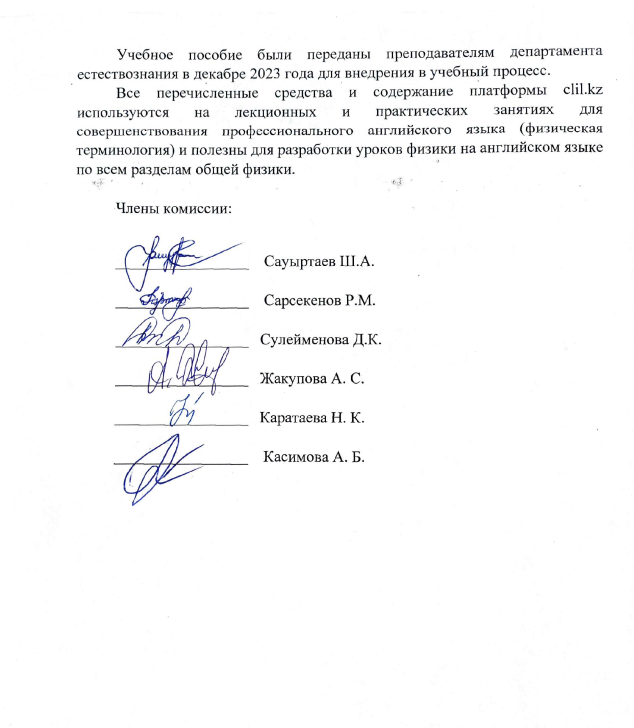 Учебное пособие были переданы преподавателям департамента
естествознания в декабре 2023 года для внедрения в учебный процесс.
Все перечисленные средства и содержание платформы clil.kz
используются на лекционных и практических занятиях для
совершенствования профессионального английского языка (физическая
терминология) и полезны для разработки уроков физики на английском языке
по всем разделам общей физики.
Члены комиссии:
Сауыртаев Ш.А.
Сарсекенов Р.М.
Сулейменова Д.К.
Жакупова А. С.
Каратаева Н. К.
Касимова А. Б.